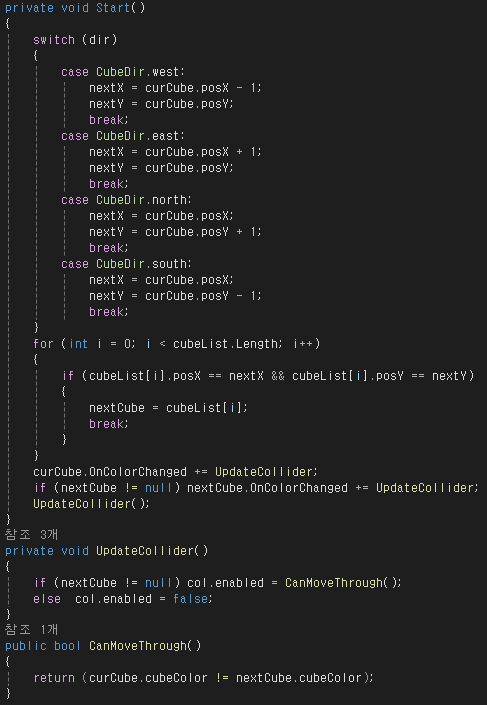 private void Start()
{
    switch (dir)
    {
        case CubeDir.west:
            nextX = curCube.posX - 1;
            nextY = curCube.posY;
            break;
        case CubeDir.east:
            nextX = curCube.posX + 1;
            nextY = curCube.posY;
            break;
        case CubeDir.north:
            nextX = curCube.posX;
            nextY = curCube.posY + 1;
            break;
        case CubeDir.south:
            nextX = curCube.posX;
            nextY = curCube.posY - 1;
            break;
    }
    for (int i = 0; i < cubeList.Length; i++)
    {
        if (cubeList[i].posX == nextX && cubeList[i].posY == nextY)
        {
            nextCube = cubeList[i];
            break;
        }
    }
    curCube.OnColorChanged += UpdateCollider;
    if (nextCube != null) nextCube.OnColorChanged += UpdateCollider;
    UpdateCollider();
}
참조 3개
private void UpdateCollider()
{
    if (nextCube != null) col.enabled = CanMoveThrough();
    else  col.enabled = false;
}
참조 1개
public bool CanMoveThrough()
{
    return (curCube.cubeColor != nextCube.cubeColor);
}